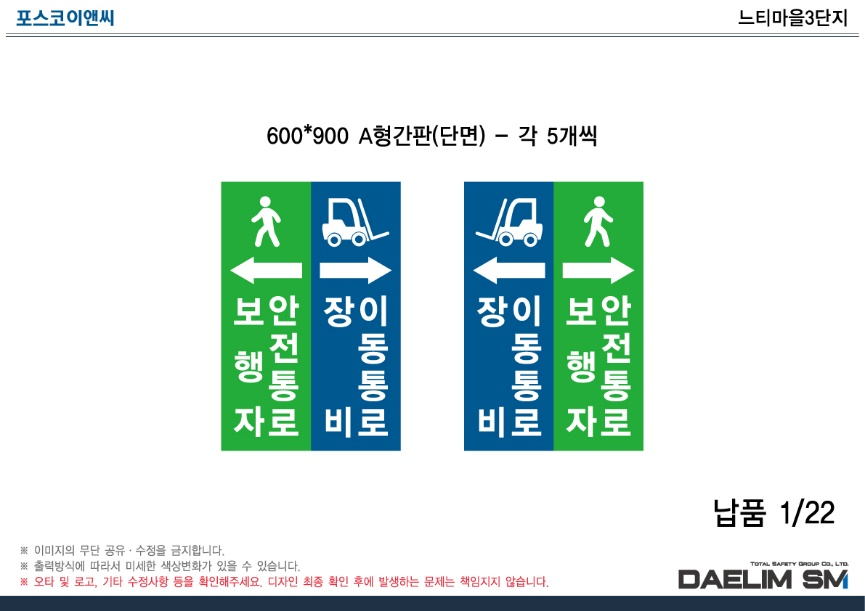 포스코이앤씨
느티마을3단지
600*900 A형간판(단면) - 각 5개씩
보행자
안전통로
장비
이동통로
장비
이동통로
보행자
안전통로
납품 1/22
※ 이미지의 무단 공유 · 수정을 금지합니다.
※ 출력방식에 따라서 미세한 색상변화가 있을 수 있습니다.
※ 오타 및 로고, 기타 수정사항 등을 확인해주세요. 디자인 최종 확인 후에 발생하는 문제는 책임지지 않습니다.
TOTAL SAFETY GROUP CO., LTD.
DAELIM SM